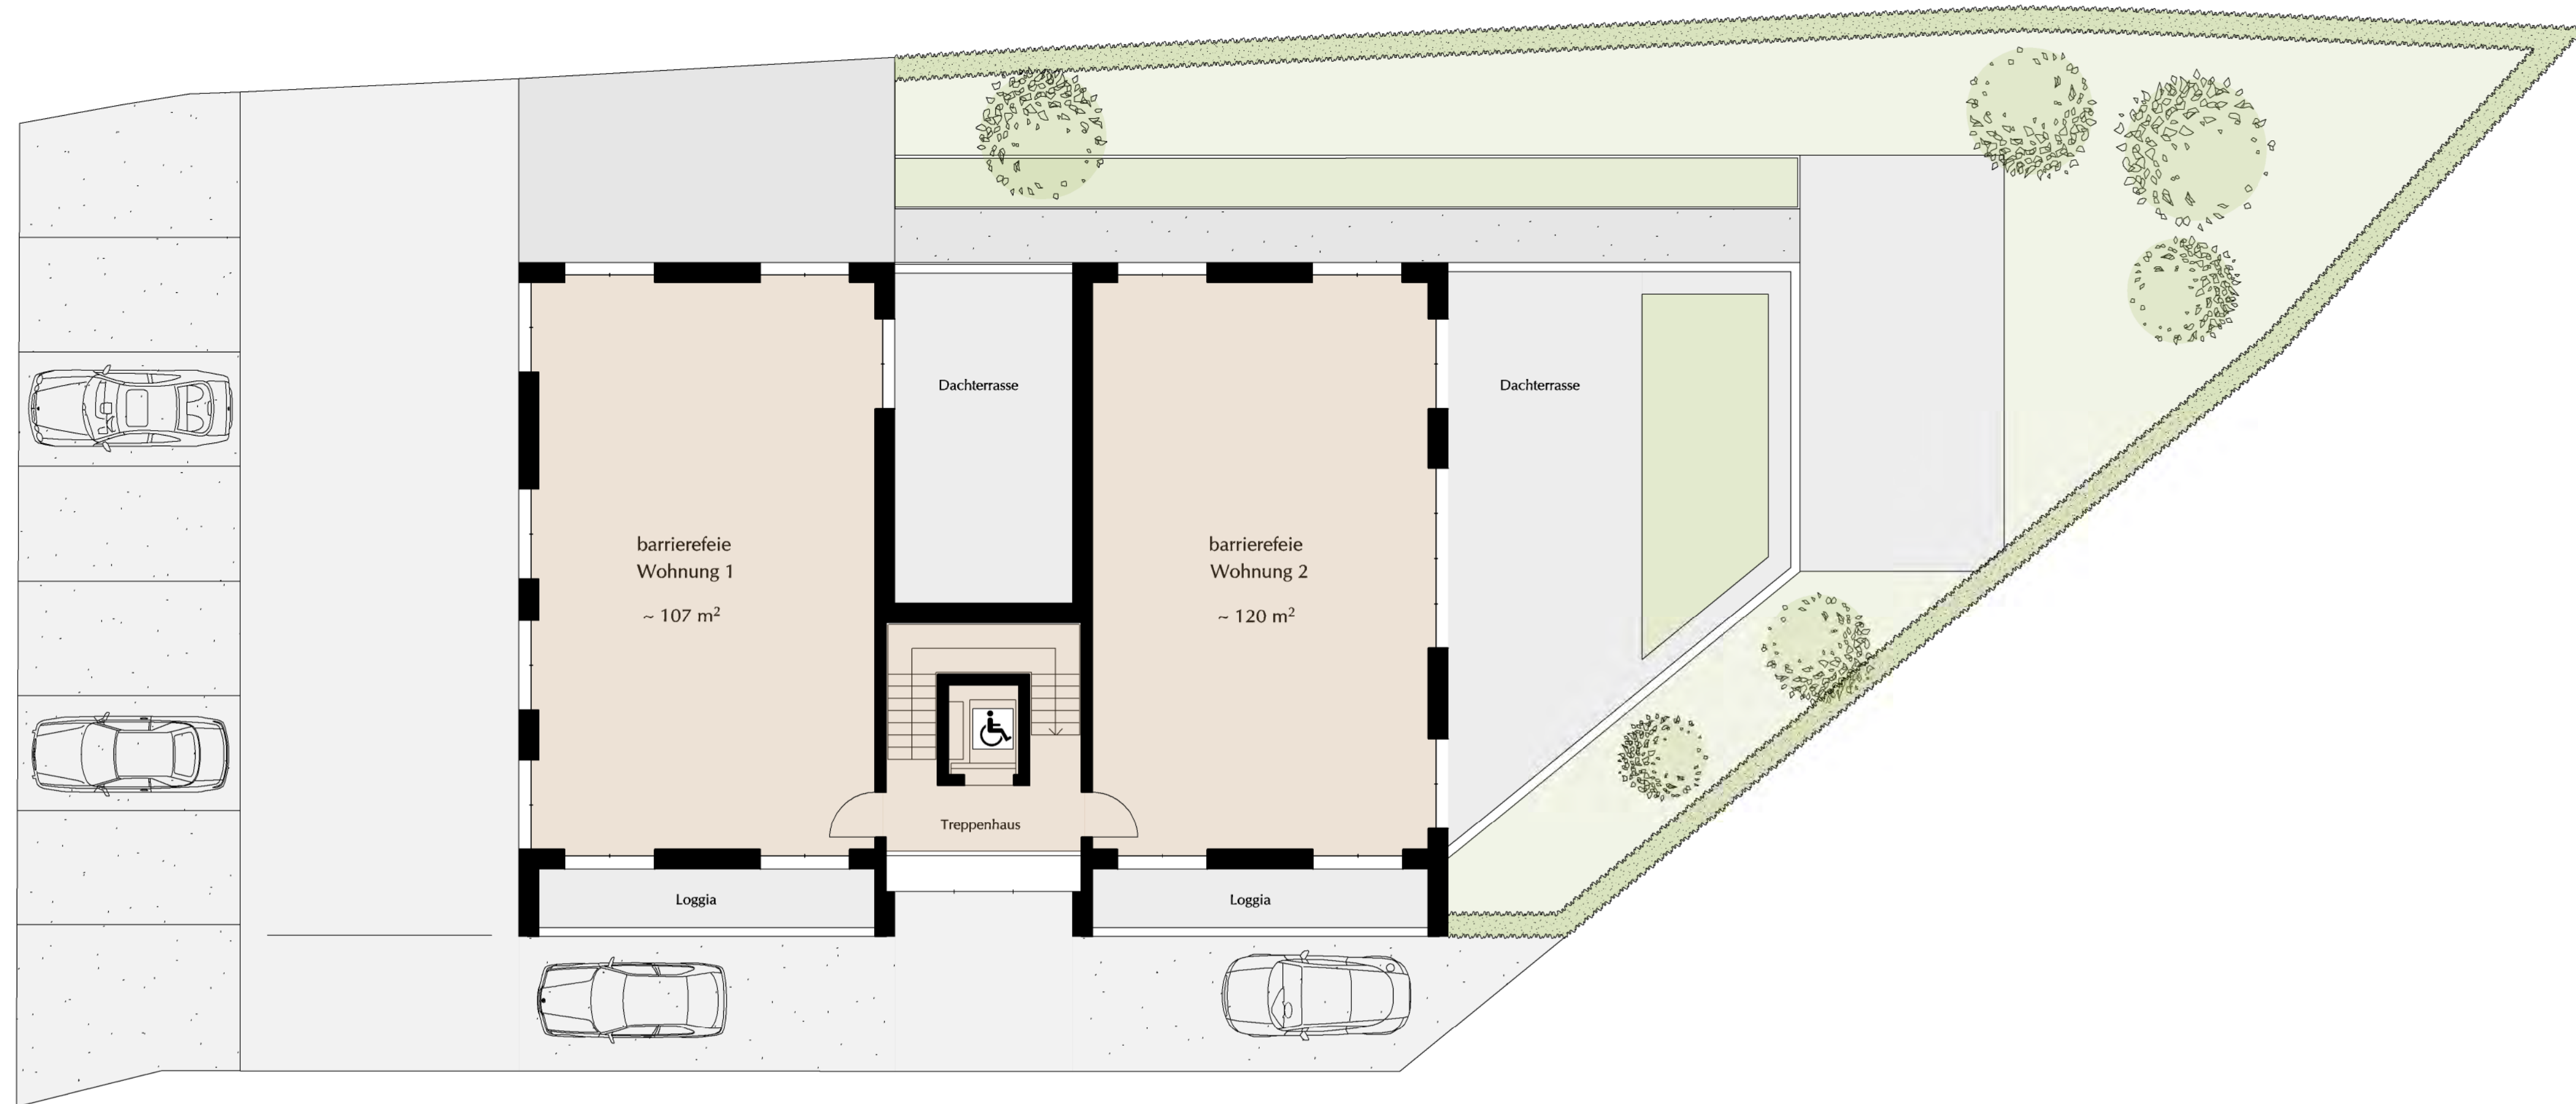 Dachterrasse
Dachterrasse
barrierefeie
Wohnung 1
~ 107 m²
barrierefeie
Wohnung 2
~ 120 m²
Treppenhaus
Loggia
Loggia